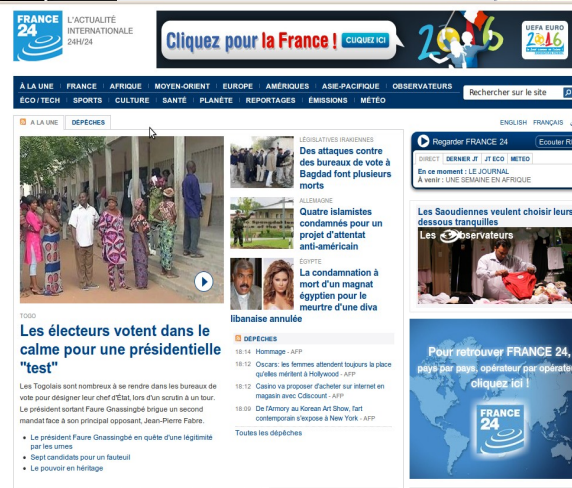 FRANCE
24
L'ACTUALITÉ
INTERNATIONALE
24H/24
Cliquez pour la France ! CLIQUEZ ICI
UEFA EURO
2016
À LA UNE FRANCE AFRIQUE MOYEN-ORIENT EUROPE AMÉRIQUES ASIE-PACIFIQUE OBSERVATEURS
ÉCO / TECH SPORTS CULTURE SANTÉ PLANÈTE REPORTAGES ÉMISSIONS MÉTÉO
Rechercher sur le site
A LA UNE DÉPÊCHES
ENGLISH FRANÇAIS
LÉGISLATIVES IRAKIENNES
Des attaques contre
des bureaux de vote à
Bagdad font plusieurs
morts
ALLEMAGNE
Quatre islamistes
condamnés pour un
projet d'attentat
anti-américain
ÉGYPTE
La condamnation à
mort d'un magnat
égyptien pour le
meurtre d'une diva
libanaise annulée
TOGO
Les électeurs votent dans le
calme pour une présidentielle
"test"
Les Togolais sont nombreux à se rendre dans les bureaux de
vote pour désigner leur chef d'État, lors d'un scrutin à un tour.
Le président sortant Faure Gnassingbé brigue un second
mandat face à son principal opposant, Jean-Pierre Fabre.
Le président Faure Gnassingbé en quête d'une légitimité
par les urnes
Sept candidats pour un fauteuil
Le pouvoir en héritage
DÉPÊCHES
18:14 Hommage - AFP
18:12 Oscars: les femmes attendent toujours la place
qu'elles méritent à Hollywood - AFP
18:12 Casino va proposer d'acheter sur internet en
magasin avec Cdiscount - AFP
18:09 De l'Armory au Korean Art Show, l'art
contemporain s'expose à New York - AFP
Toutes les dépêches
Regarder FRANCE 24 Ecouter R
DIRECT DERNIER JT JT ECO METEO
En ce moment : LE JOURNAL
À venir : UNE SEMAINE EN AFRIQUE
Les Saoudiennes veulent choisir leurs
dessous tranquilles
Les Observateurs
Pour retrouver FRANCE 24,
pays par pays, opérateur par opérate
cliquez ici !
FRANCE
24